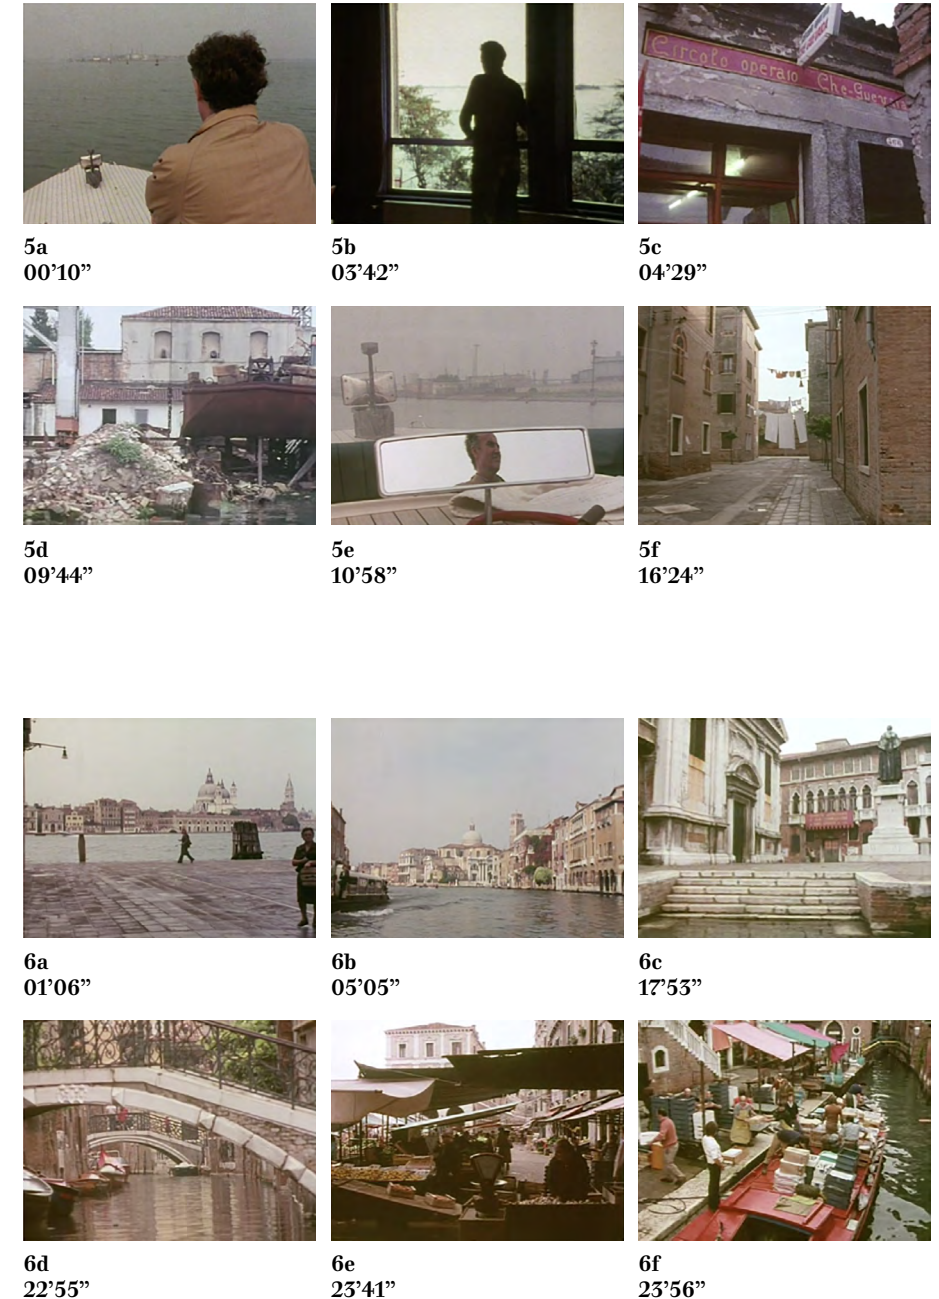 Circolo operaio Che-Guevara
5a
00’10”
5b
03’42”
5c
04’29”
5d
09’44”
5e
10’58”
5f
16’24”
6a
01’06”
6b
05’05”
6c
17’53”
6d
22’55”
6e
23’41”
6f
23’56”